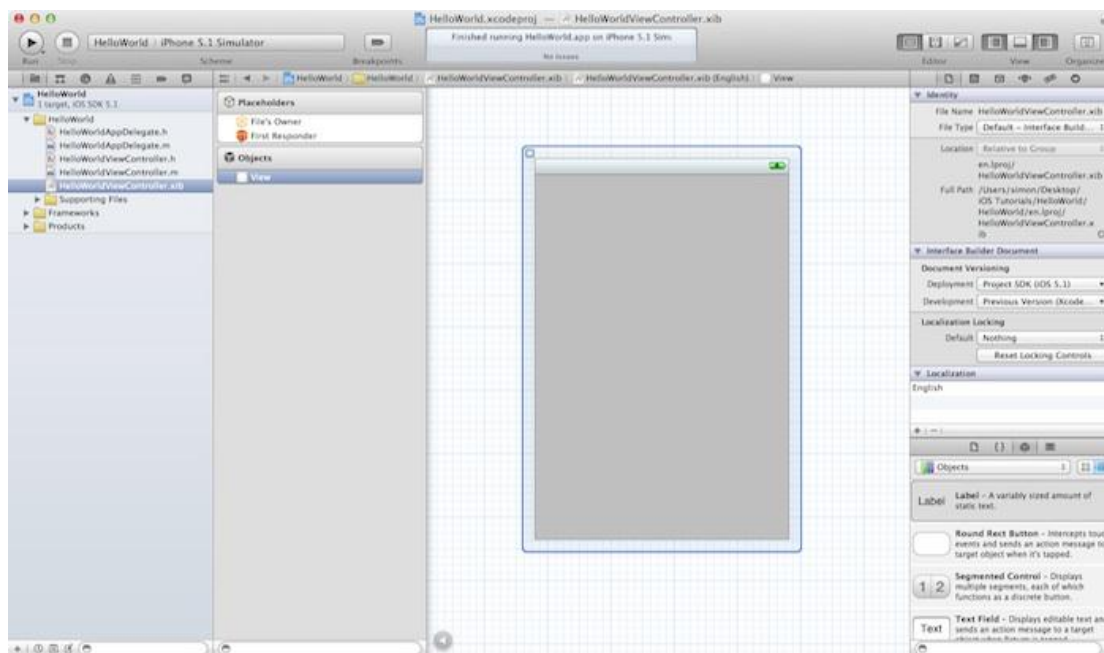 HelloWorld.xcodeproj — HelloWorldViewController.xib
HelloWorld iPhone 5.1 Simulator
Finished running HelloWorld.app on iPhone 5.1 Sim
No Issues
Run Stop Scheme Breakpoints Editor View Organize
HelloWorld HelloWorld HelloWorldViewController.xib HelloWorldViewController.xib (English) View
HelloWorld
1 target, iOS SDK 5.1
HelloWorld
HelloWorldAppDelegate.h
HelloWorldAppDelegate.m
HelloWorldViewController.h
HelloWorldViewController.m
HelloWorldViewController.xib
Supporting Files
Frameworks
Products
Placeholders
File's Owner
First Responder
Objects
View
Identity
File Name HelloWorldViewController.xib
File Type Default - Interface Build...
Location Relative to Group
en.lproj/
HelloWorldViewController.xib
Full Path /Users/simon/Desktop/
iOS Tutorials/HelloWorld/
HelloWorld/en.lproj/
HelloWorldViewController.x
ib
Interface Builder Document
Document Versioning
Deployment Project SDK (iOS 5.1)
Development Previous Version (Xcode...
Localization Locking
Default Nothing
Reset Locking Controls
Localization
English
Objects
Label Label - A variably sized amount of
static text.
Round Rect Button - Intercepts touc
events and sends an action message to
target object when it's tapped.
1 2 Segmented Control - Displays
multiple segments, each of which
functions as a discrete button.
Text Text Field - Displays editable text an
sends an action message to a target